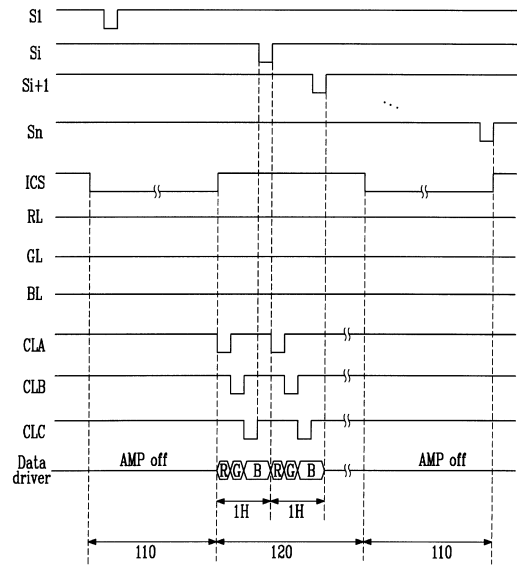 S1
Si
Si+1
...
Sn
ICS
RL
GL
BL
CLA
CLB
CLC
Data driver AMP off R G B R G B AMP off
1H 1H
110 120 110